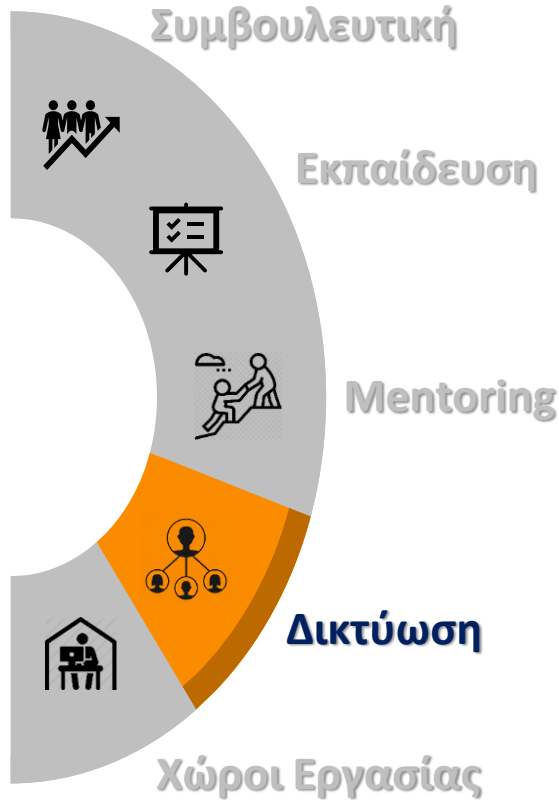 Συμβουλευτική
Εκπαίδευση
Mentoring
Δικτύωση
Χώροι Εργασίας